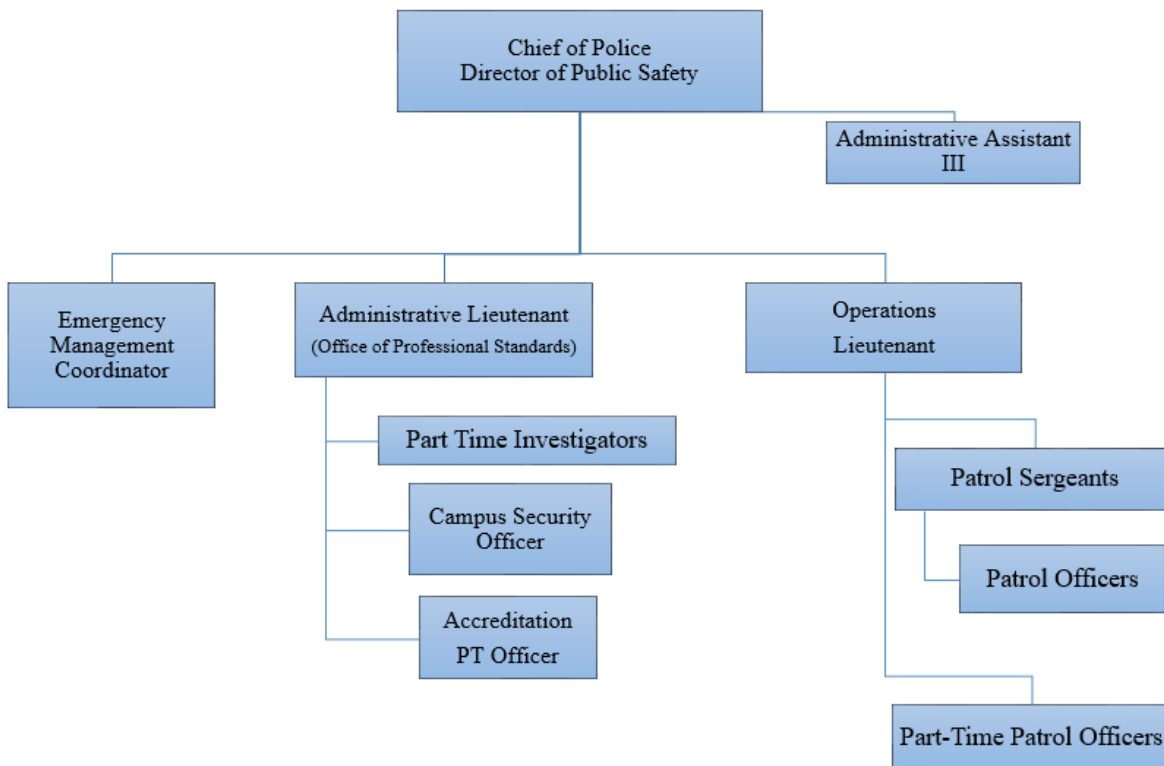 Chief of Police
Director of Public Safety
Administrative Assistant
III
Emergency
Management
Coordinator
Administrative Lieutenant
(Office of Professional Standards)
Operations
Lieutenant
Part Time Investigators
Campus Security
Officer
Accreditation
PT Officer
Patrol Sergeants
Patrol Officers
Part-Time Patrol Officers